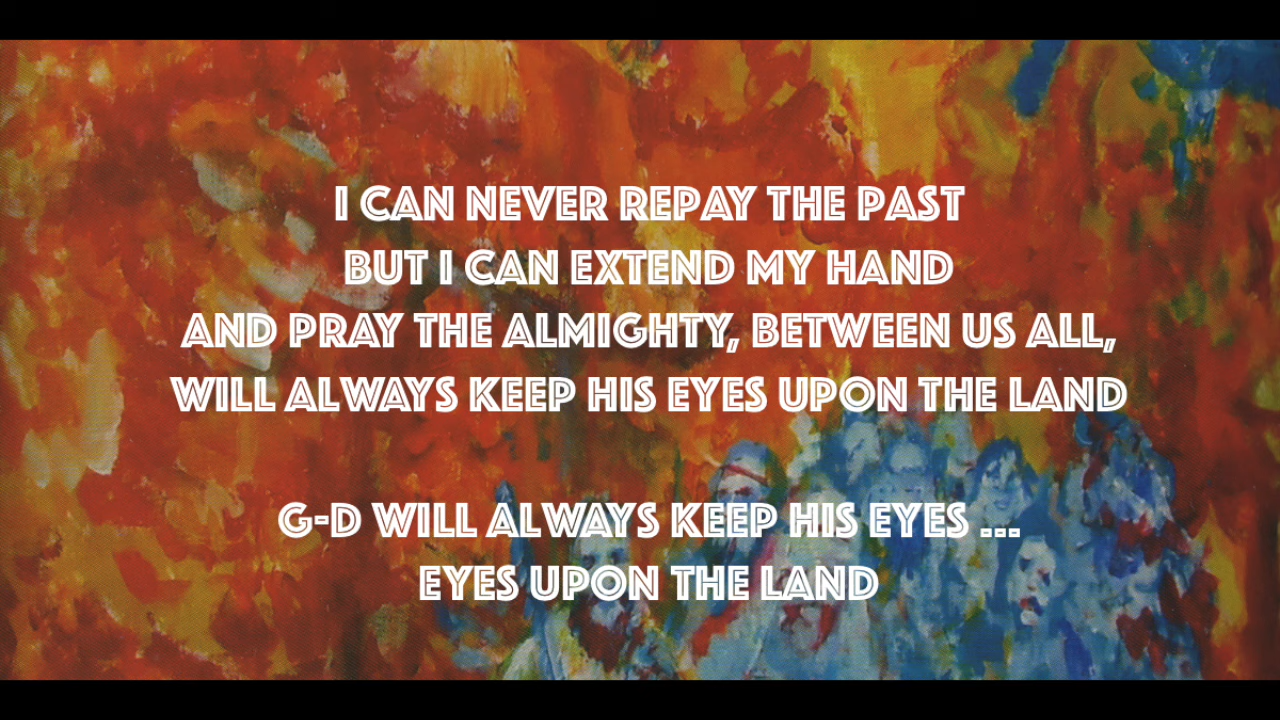 I CAN NEVER REPAY THE PAST
BUT I CAN EXTEND MY HAND
AND PRAY THE ALMIGHTY, BETWEEN US ALL,
WILL ALWAYS KEEP HIS EYES UPON THE LAND
G-D WILL ALWAYS KEEP HIS EYES ...
EYES UPON THE LAND